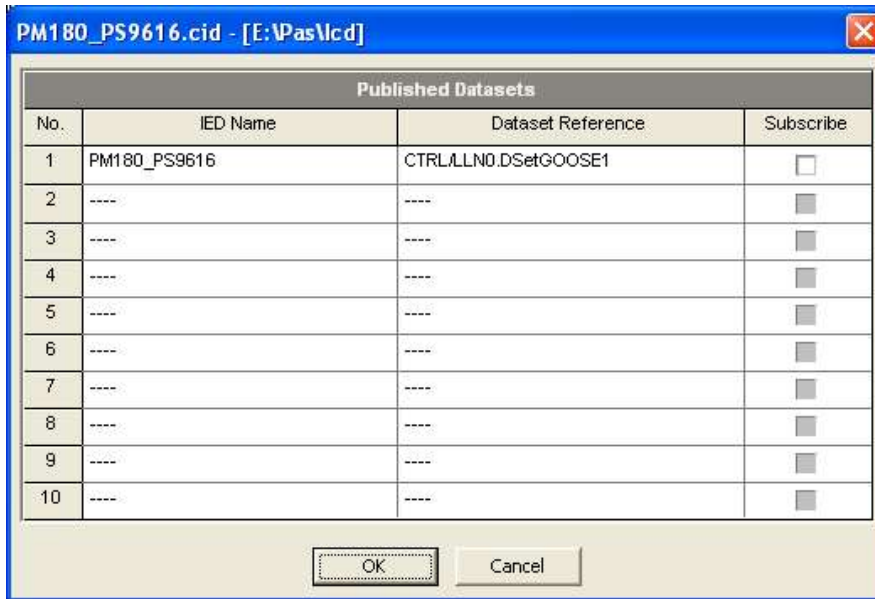 PM180_PS9616.cid - [E:\Pas\Icd]
Published Datasets
No. IED Name Dataset Reference Subscribe
1 PM180_PS9616 CTRL/LLN0.DSetGOOSE1
2 ---- ----
3 ---- ----
4 ---- ----
5 ---- ----
6 ---- ----
7 ---- ----
8 ---- ----
9 ---- ----
10 ---- ----
OK Cancel